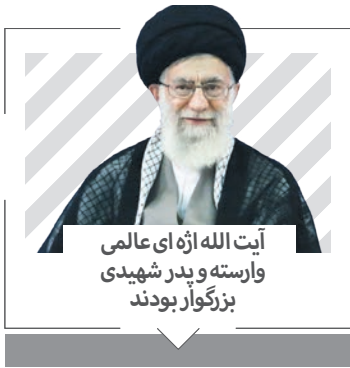 آیت الله اژه ای عالمی
وارسته و پدر شهیدی
بزرگوار بودند